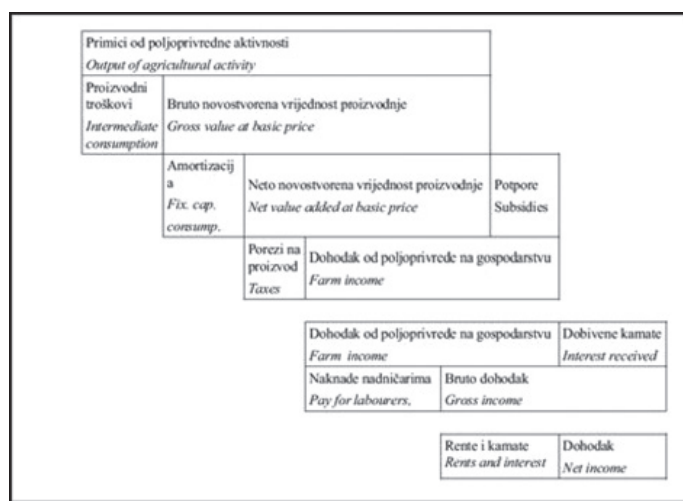 Primici od poljoprivredne aktivnosti
Output of agricultural activity
Proizvodni
troškovi
Intermediate
consumption
Bruto novostvorena vrijednost proizvodnje
Gross value at basic price
Amortizacij
a
Fix. cap.
consump.
Neto novostvorena vrijednost proizvodnje
Net value added at basic price
Potpore
Subsidies
Porezi na
proizvod
Taxes
Dohodak od poljoprivrede na gospodarstvu
Farm income
Dohodak od poljoprivrede na gospodarstvu
Farm income
Dobivene kamate
Interest received
Naknade nadničarima
Pay for labourers,
Bruto dohodak
Gross income
Rente i kamate
Rents and interest
Dohodak
Net income